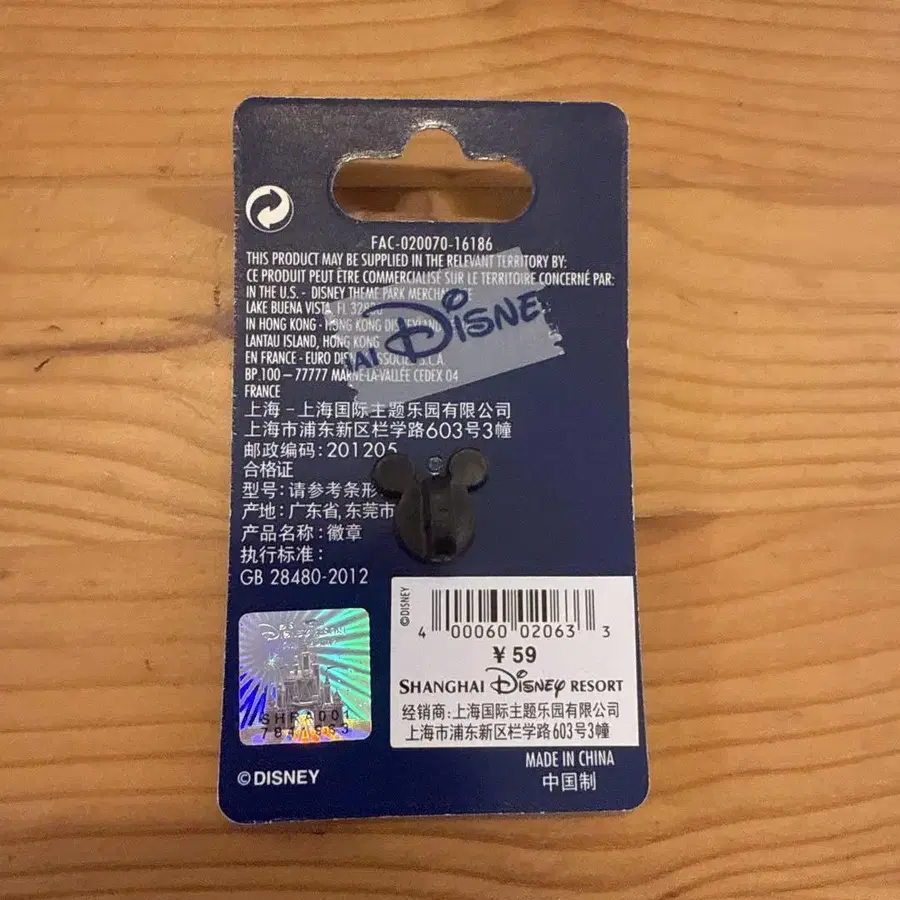 FAC-020070-16186
THIS PRODUCT MAY BE SUPPLIED IN THE RELEVANT TERRITORY BY:
CE PRODUIT PEUT ÊTRE COMMERCIALISÉ SUR LE TERRITOIRE CONCERNÉ PAR:
IN THE U.S. - DISNEY THEME PARK
LAKE BUENA VISTA, FL
IN HONG KONG - HONG KONG DISNEYLAND
LANTAU ISLAND, HONG KONG
EN FRANCE - EURO
BP.100 – 77777 MARNE-LA-VALLÉE CEDEX 04
FRANCE
DISNE
上海 - 上海国际主题乐园有限公司
上海市浦东新区栏学路603号3幢
邮政编码: 201205
合格证
型号: 请参考条形
产地: 广东省, 东莞市
产品名称: 徽章
执行标准:
GB 28480-2012
©DISNEY
4 00060 02063 3
¥ 59
SHANGHAI DISNEY RESORT
经销商: 上海国际主题乐园有限公司
上海市浦东新区栏学路603号3幢
©DISNEY
MADE IN CHINA
中国制